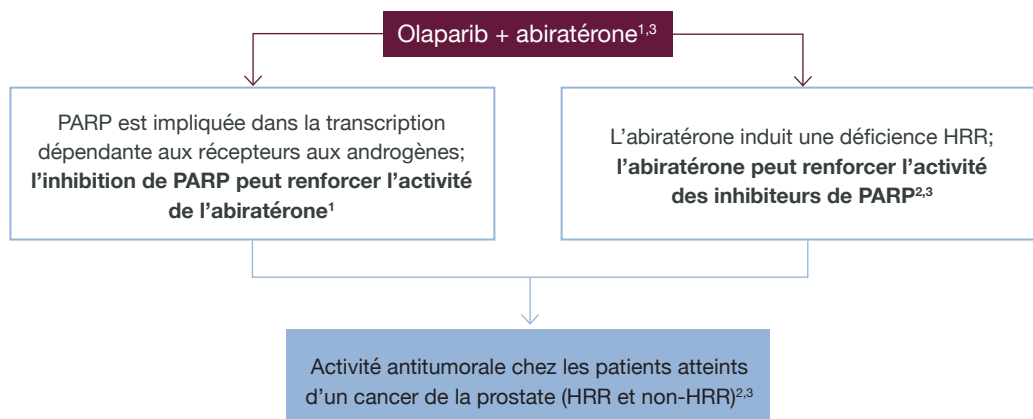 Olaparib + abiratérone1,3
PARP est impliquée dans la transcription
dépendante aux récepteurs aux androgènes;
l’inhibition de PARP peut renforcer l’activité
de l’abiratérone1
L’abiratérone induit une déficience HRR;
l’abiratérone peut renforcer l’activité
des inhibiteurs de PARP2,3
Activité antitumorale chez les patients atteints
d’un cancer de la prostate (HRR et non-HRR)2,3